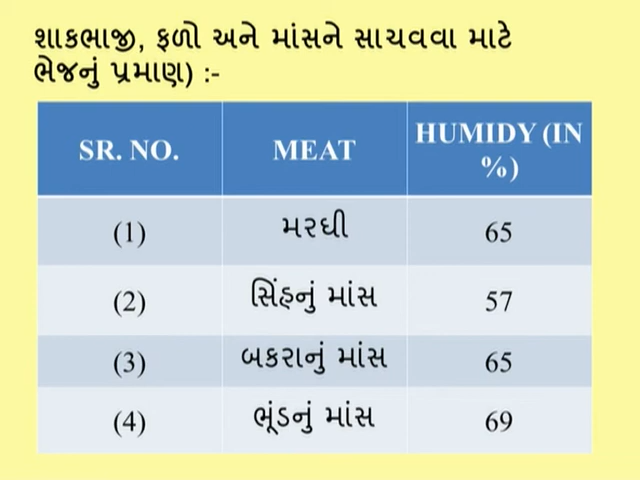 શાકભાજી, ફળો અને માંસને સાચવવા માટે
ભેજનું પ્રમાણ) :-
SR. NO. MEAT HUMIDY (IN
%)
(1) મરઘી 65
(2) સિંહનું માંસ 57
(3) બકરાનું માંસ 65
(4) ભૂંડનું માંસ 69